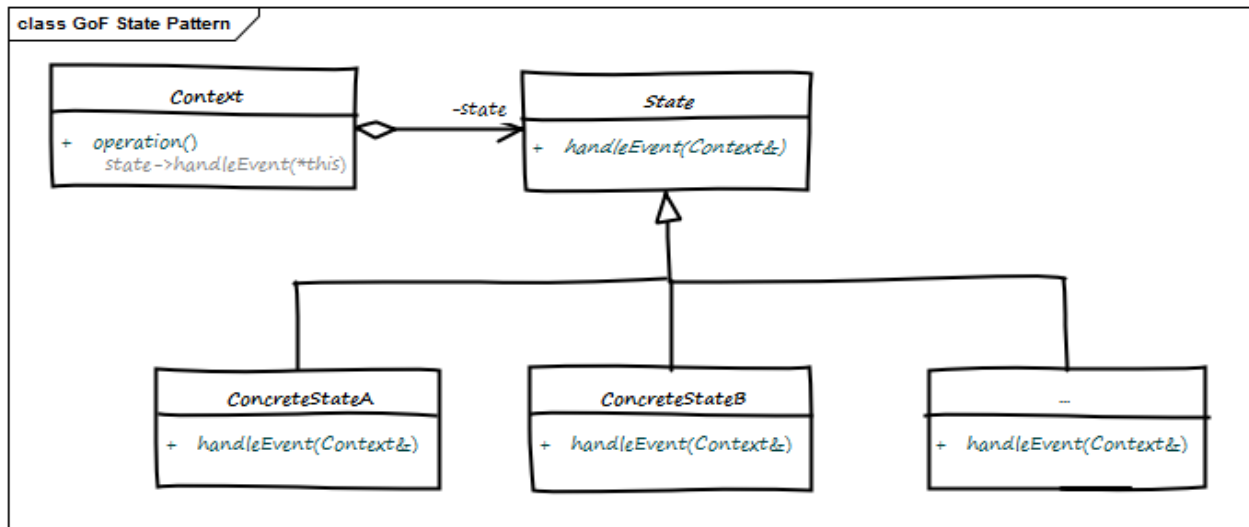 class GoF State Pattern
Context
+ operation()
state->handleEvent(*this)
-state
State
+ handleEvent(Context&)
ConcreteStateA
+ handleEvent(Context&)
ConcreteStateB
+ handleEvent(Context&)
...
+ handleEvent(Context&)